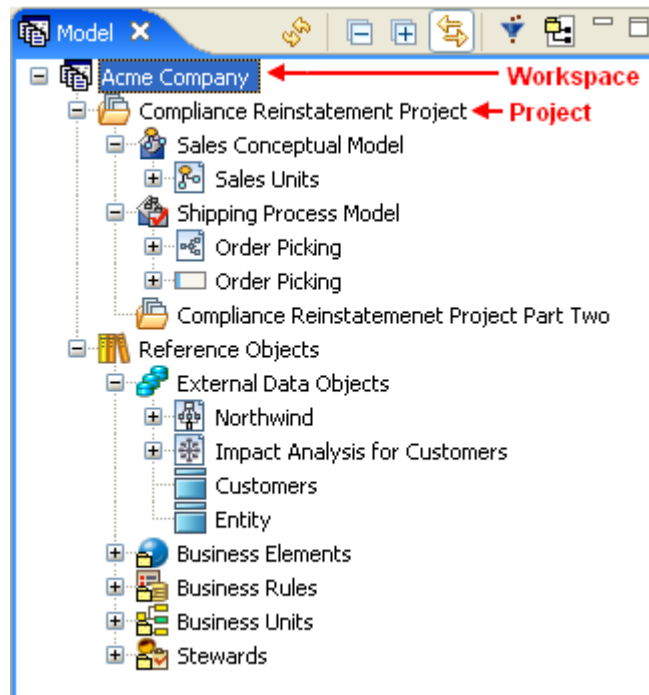 Model
Acme Company Workspace
Compliance Reinstatement Project Project
Sales Conceptual Model
Sales Units
Shipping Process Model
Order Picking
Order Picking
Compliance Reinstatemenet Project Part Two
Reference Objects
External Data Objects
Northwind
Impact Analysis for Customers
Customers
Entity
Business Elements
Business Rules
Business Units
Stewards